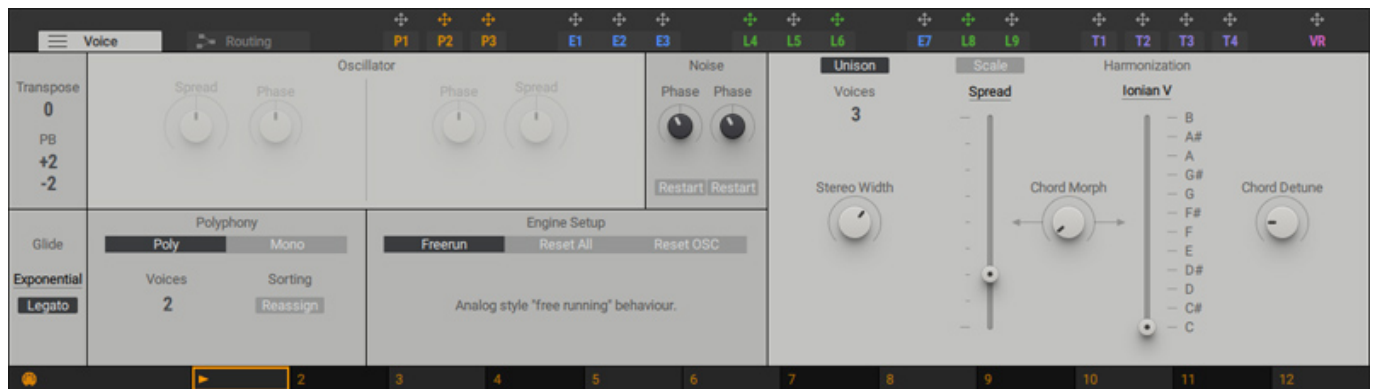 Voice Routing P1 P2 P3 E1 E2 E3 L4 L5 L6 E7 L8 L9 T1 T2 T3 T4 VR
Oscillator Noise Unison Scale Harmonization
Transpose Spread Phase Phase Spread Phase Phase Voices Spread Ionian V
0 3
PB
+2
-2
Restart Restart
Stereo Width Chord Morph Chord Detune
B
A#
A
G#
G
F#
F
E
D#
D
C#
C
Polyphony Engine Setup
Glide Poly Mono Freerun Reset All Reset OSC
Exponential Voices Sorting
Legato 2 Reassign Analog style "free running" behaviour.
2 3 4 5 6 7 8 9 10 11 12